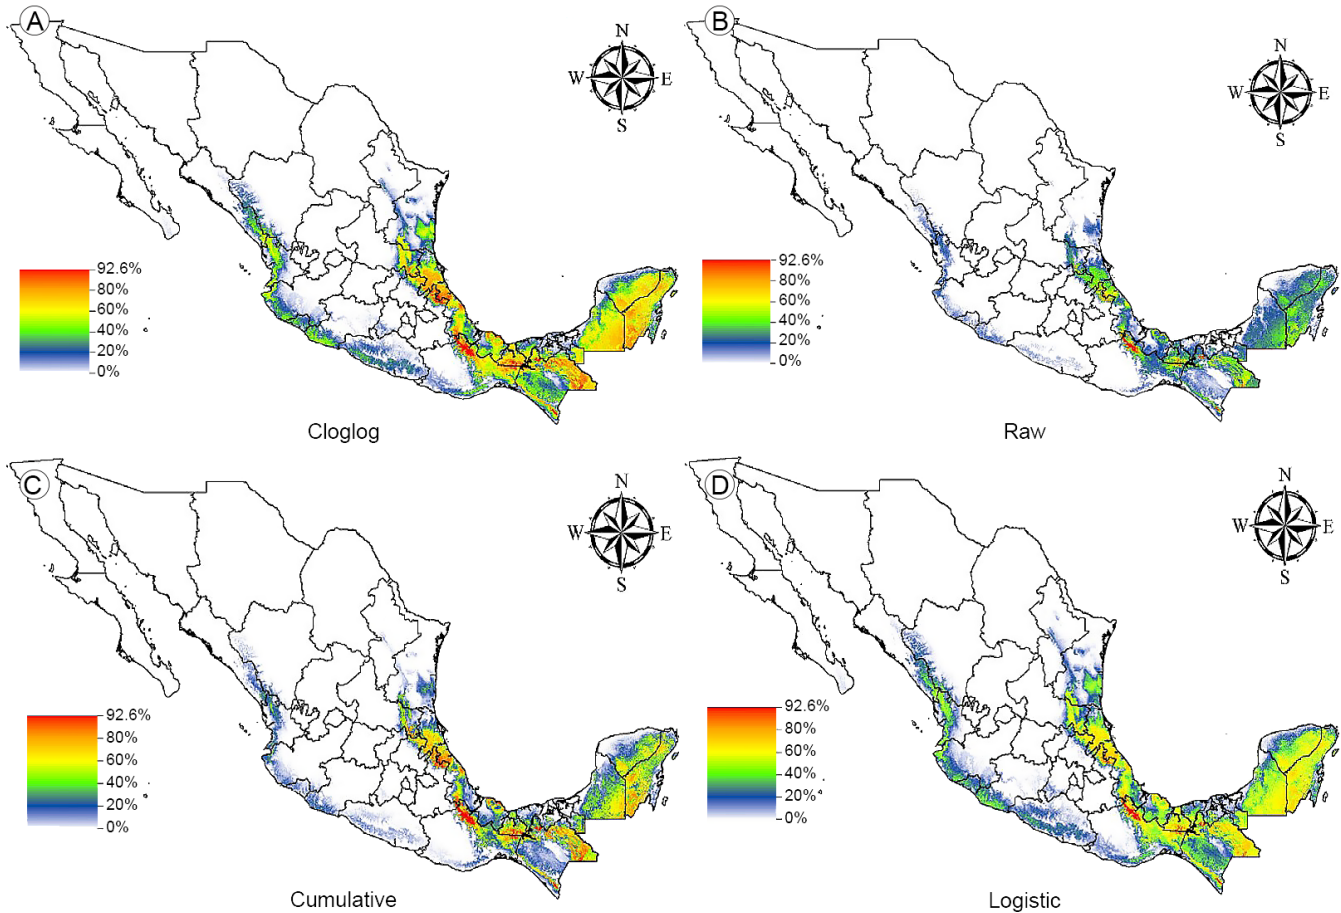 A
N
W E
S
92.6%
80%
60%
40%
20%
0%
Cloglog
B
N
W E
S
92.6%
80%
60%
40%
20%
0%
Raw
C
N
W E
S
92.6%
80%
60%
40%
20%
0%
Cumulative
D
N
W E
S
92.6%
80%
60%
40%
20%
0%
Logistic